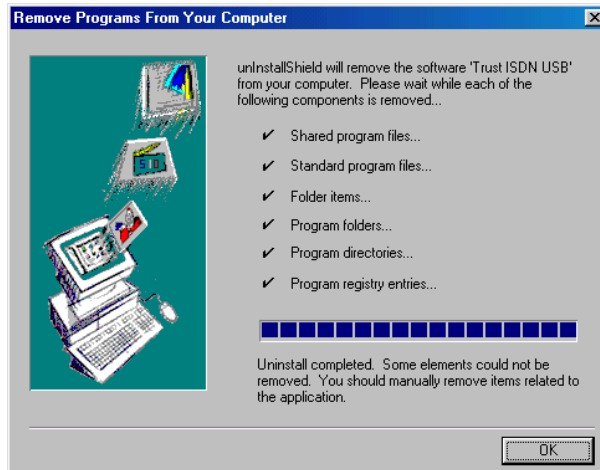 Remove Programs From Your Computer
unInstallShield will remove the software 'Trust ISDN USB'
from your computer. Please wait while each of the
following components is removed...
✔ Shared program files...
✔ Standard program files...
✔ Folder items...
✔ Program folders...
✔ Program directories...
✔ Program registry entries...
Uninstall completed. Some elements could not be
removed. You should manually remove items related to
the application.
OK